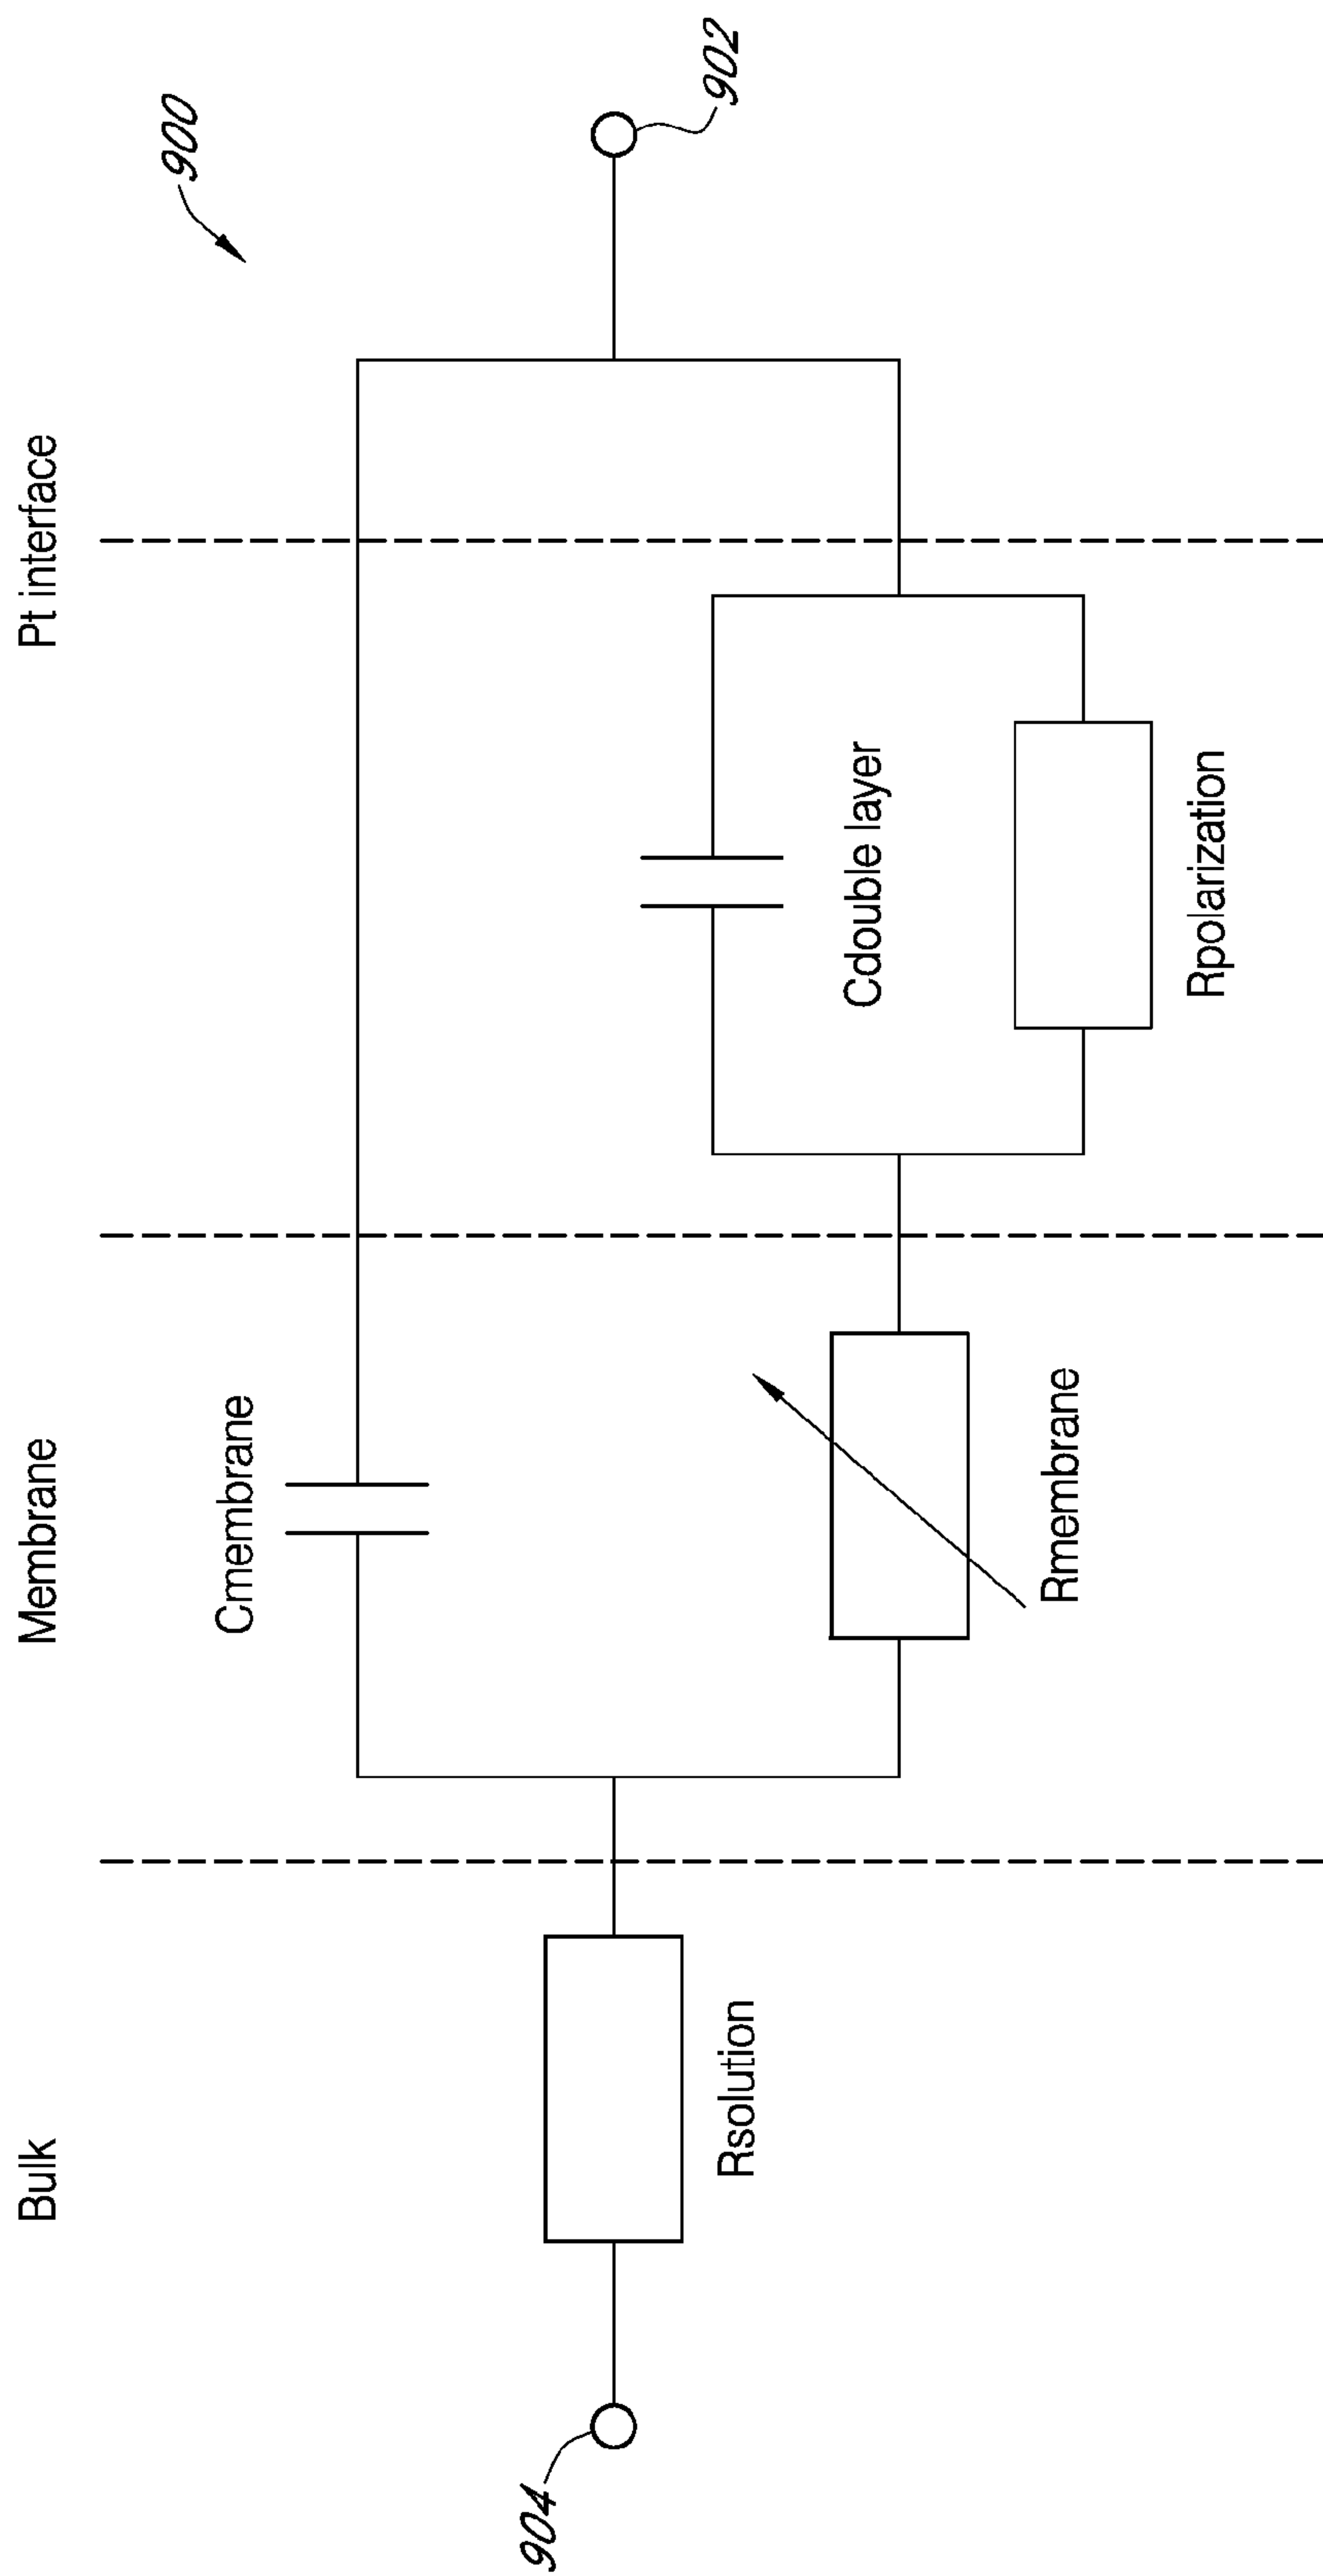 Bulk
Membrane
Pt interface
900
Cmembrane
904
902
Rsolution
Cdouble layer
Rmembrane
Rpolarization